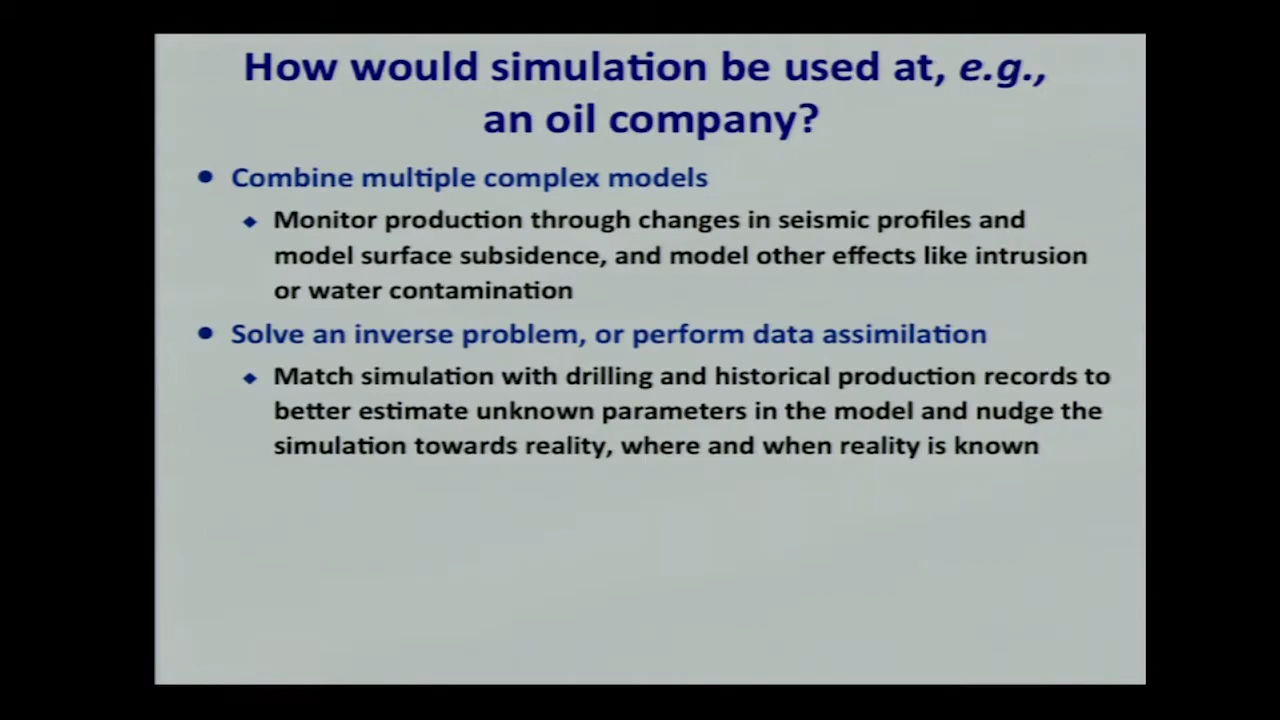 How would simulation be used at, e.g.,
an oil company?
• Combine multiple complex models
◆ Monitor production through changes in seismic profiles and
model surface subsidence, and model other effects like intrusion
or water contamination
• Solve an inverse problem, or perform data assimilation
◆ Match simulation with drilling and historical production records to
better estimate unknown parameters in the model and nudge the
simulation towards reality, where and when reality is known